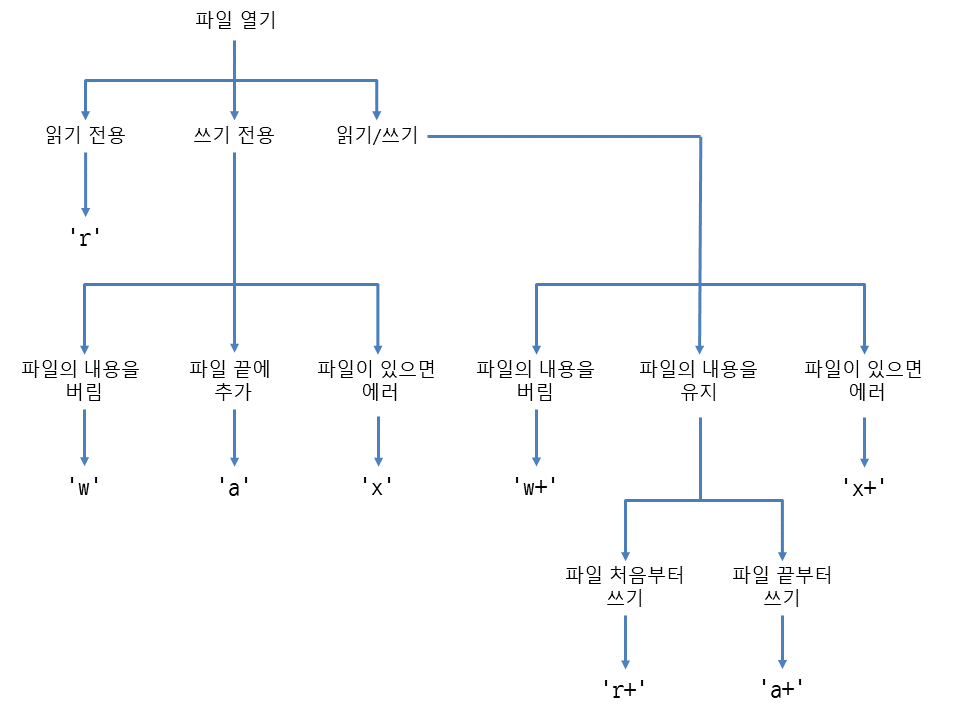 파일 열기
읽기 전용
쓰기 전용
읽기/쓰기
'r'
파일의 내용을
버림
파일 끝에
추가
파일이 있으면
에러
파일의 내용을
버림
파일의 내용을
유지
파일이 있으면
에러
'w'
'a'
'x'
'w+'
'x+'
파일 처음부터
쓰기
파일 끝부터
쓰기
'r+'
'a+'